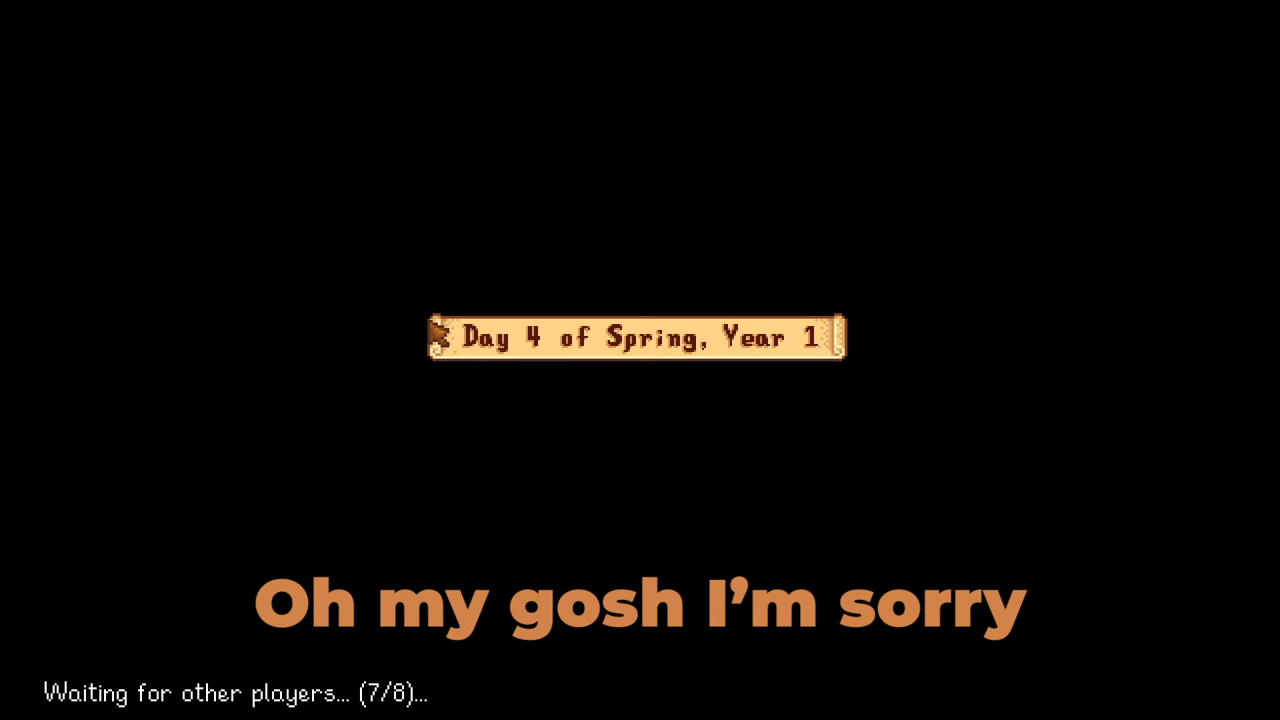 Day 4 of Spring, Year 1
Oh my gosh I’m sorry
Waiting for other players... (7/8)...